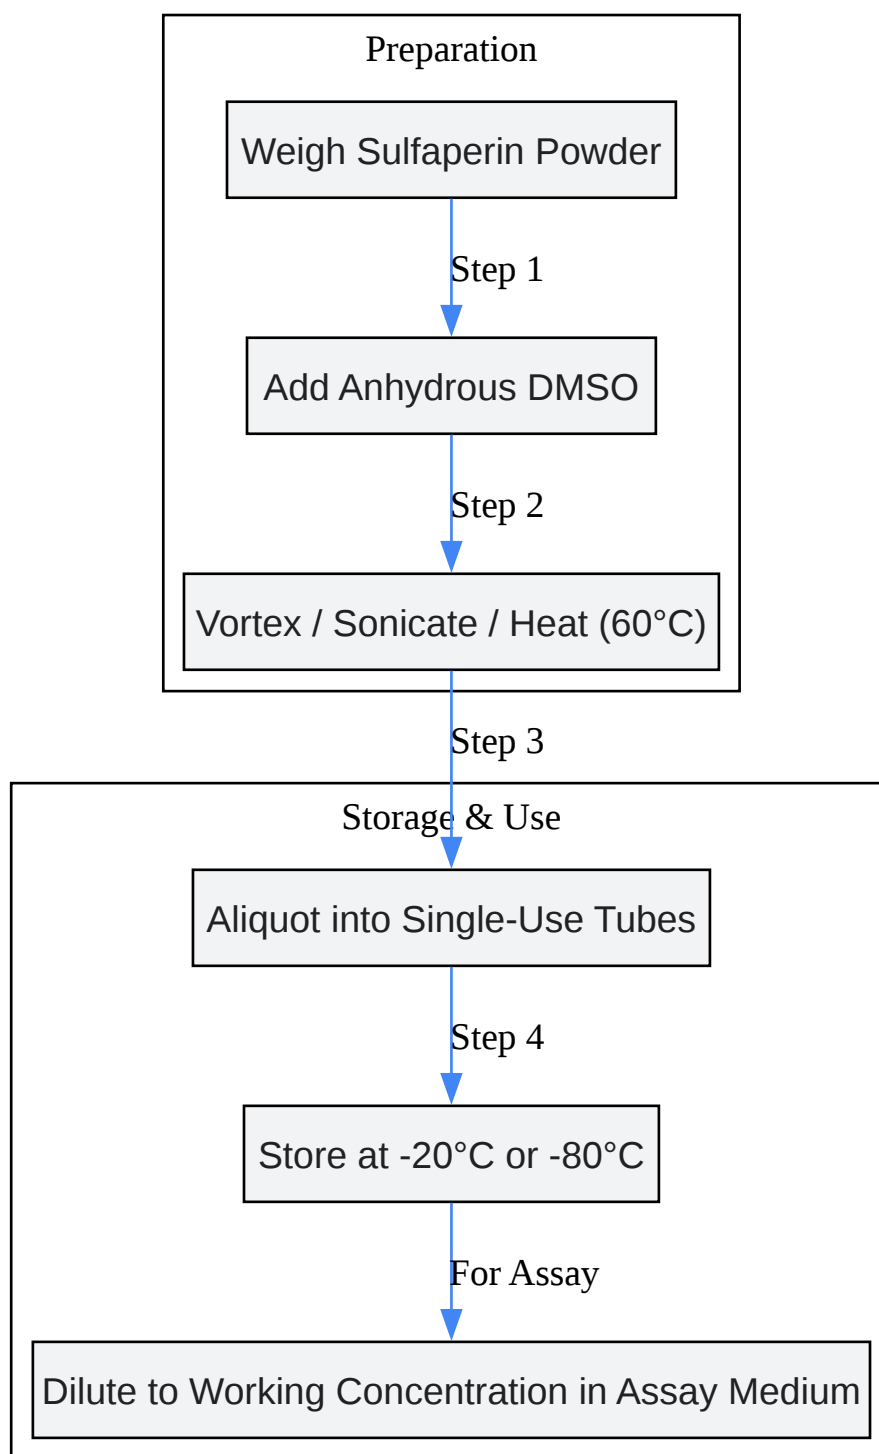 Preparation
Weigh Sulfaperin Powder
Step 1
Add Anhydrous DMSO
Step 2
Vortex / Sonicate / Heat (60°C)
Step 3
Storage & Use
Aliquot into Single-Use Tubes
Step 4
Store at -20°C or -80°C
For Assay
Dilute to Working Concentration in Assay Medium